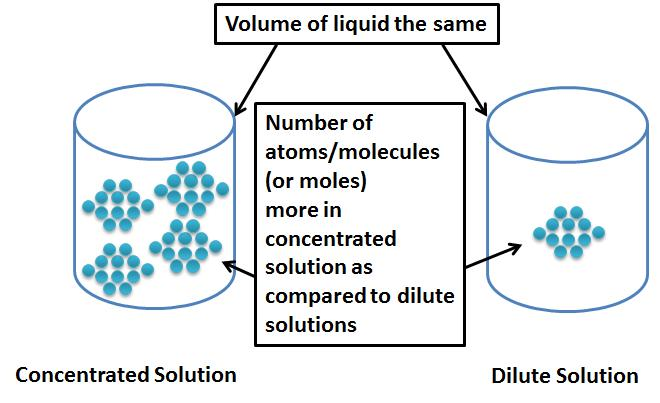 Volume of liquid the same
Number of
atoms/molecules
(or moles)
more in
concentrated
solution as
compared to dilute
solutions
Concentrated Solution
Dilute Solution